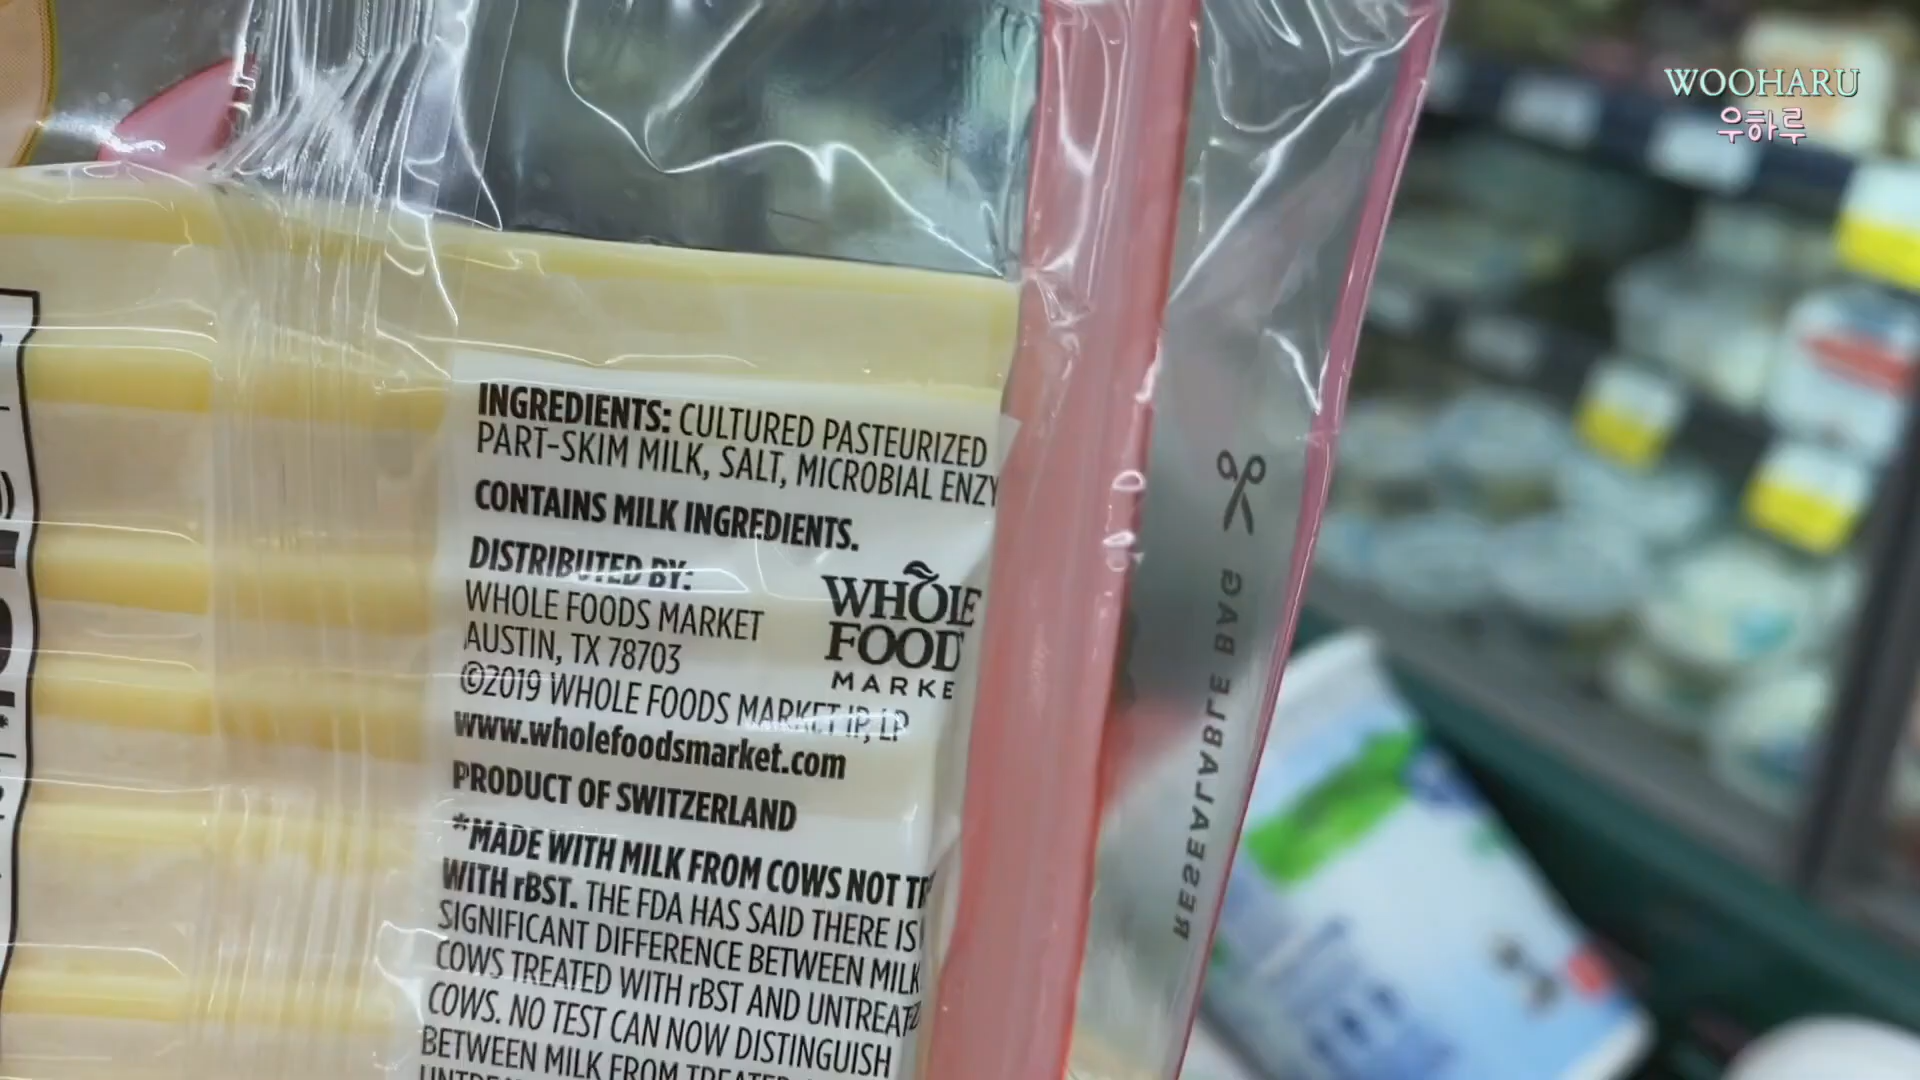 WOOHARU
우하루
INGREDIENTS: CULTURED PASTEURIZED
PART-SKIM MILK, SALT, MICROBIAL ENZY
CONTAINS MILK INGREDIENTS.
DISTRIBUTED BY:
WHOLE FOODS MARKET
AUSTIN, TX 78703
©2019 WHOLE FOODS MARKET IP, LP
www.wholefoodsmarket.com
WHOLE
FOOD
MARKE
PRODUCT OF SWITZERLAND
*MADE WITH MILK FROM COWS NOT TR
WITH rBST. THE FDA HAS SAID THERE IS
SIGNIFICANT DIFFERENCE BETWEEN MILK
COWS TREATED WITH rBST AND UNTREAT
COWS. NO TEST CAN NOW DISTINGUISH
BETWEEN MILK FROM TREATED
RESEALABLE BAG